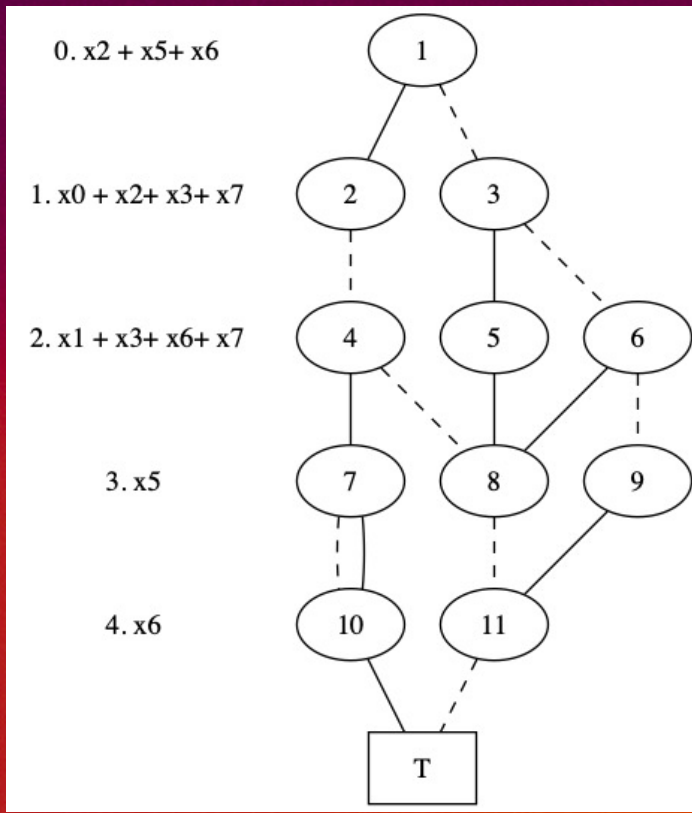 0. x2 + x5+ x6
1
1. x0 + x2+ x3+ x7
2
3
2. x1 + x3+ x6+ x7
4
5
6
3. x5
7
8
9
4. x6
10
11
T